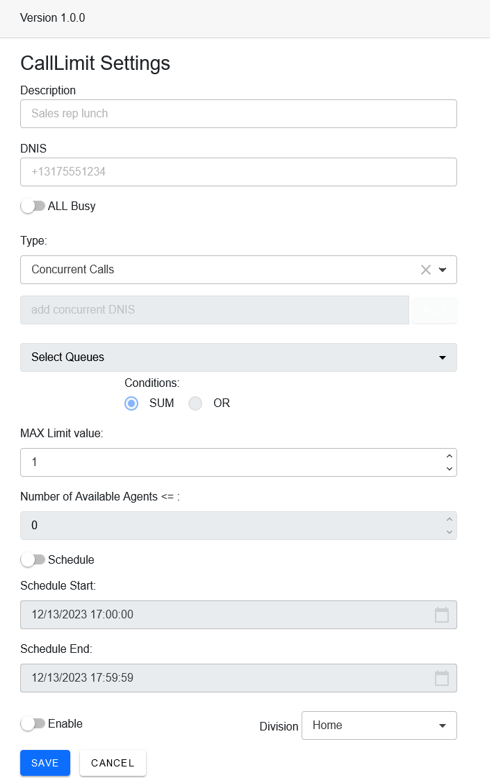 Version 1.0.0
CallLimit Settings
Description
Sales rep lunch
DNIS
+13175551234
ALL Busy
Type:
Concurrent Calls
add concurrent DNIS
Select Queues
Conditions:
SUM OR
MAX Limit value:
1
Number of Available Agents <= :
0
Schedule
Schedule Start:
12/13/2023 17:00:00
Schedule End:
12/13/2023 17:59:59
Enable
Division Home
SAVE CANCEL